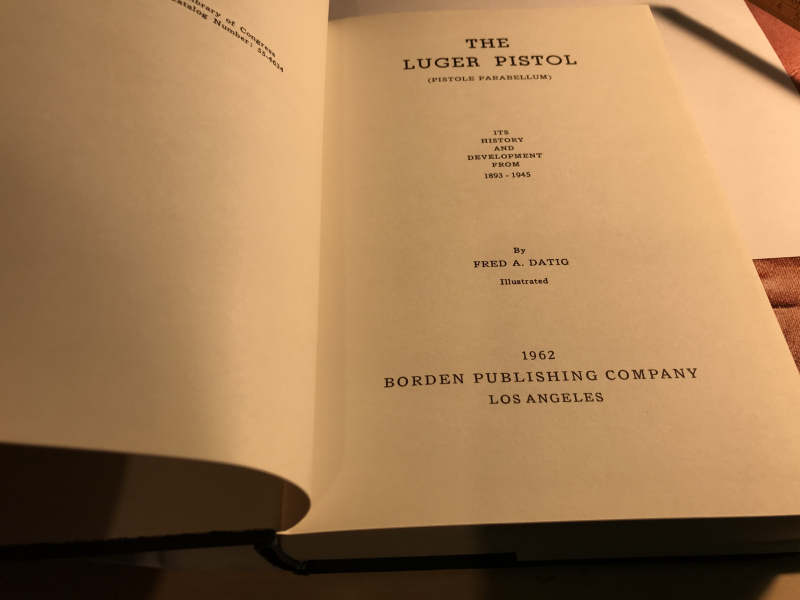 Library of Congress
Catalog Number: 55-4634
THE
LUGER PISTOL
(PISTOLE PARABELLUM)
ITS
HISTORY
AND
DEVELOPMENT
FROM
1893 - 1945
By
FRED A. DATIG
Illustrated
1962
BORDEN PUBLISHING COMPANY
LOS ANGELES